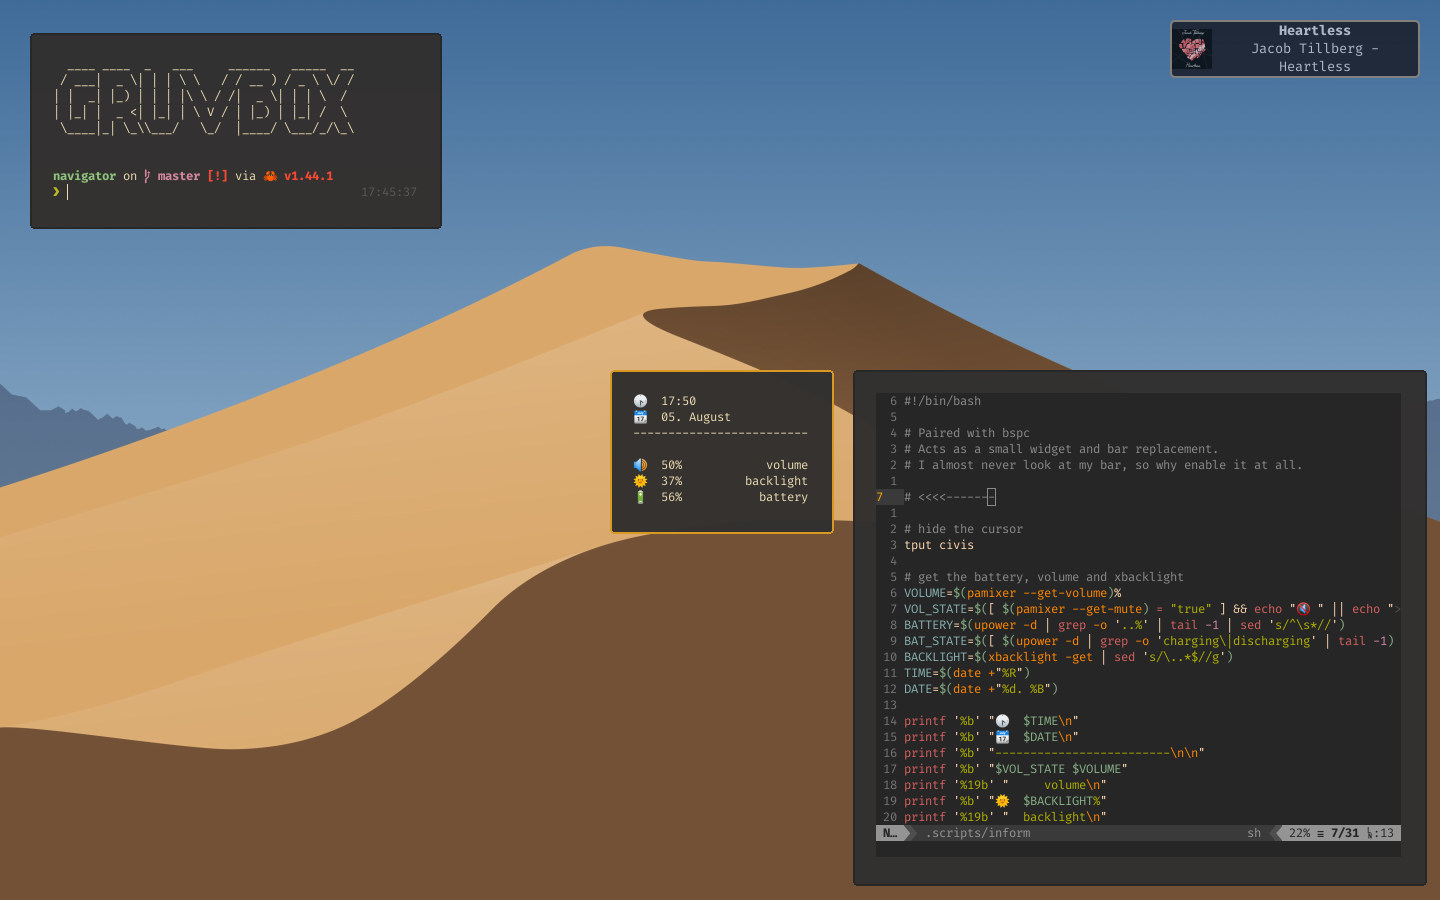 GRUVBOX
navigator on master [!] via 🦀 v1.44.1
❯ 17:45:37
Heartless
Jacob Tillberg -
Heartless
17:50
05. August
-------------------------
50% volume
37% backlight
56% battery
6 #!/bin/bash
5
4 # Paired with bspc
3 # Acts as a small widget and bar replacement.
2 # I almost never look at my bar, so why enable it at all.
1
7 # <<<<-------
1
2 # hide the cursor
3 tput civis
4
5 # get the battery, volume and xbacklight
6 VOLUME=$(pamixer --get-volume)%
7 VOL_STATE=$([ $(pamixer --get-mute) = "true" ] && echo "🔇 " || echo ">
8 BATTERY=$(upower -d | grep -o '..%' | tail -1 | sed 's/^\s*//')
9 BAT_STATE=$([ $(upower -d | grep -o 'charging\|discharging' | tail -1)
10 BACKLIGHT=$(xbacklight -get | sed 's/\..*$//g')
11 TIME=$(date +"%R")
12 DATE=$(date +"%d. %B")
13
14 printf '%b' "🕟  $TIME\n"
15 printf '%b' "📅  $DATE\n"
16 printf '%b' "-------------------------\n\n"
17 printf '%b' "$VOL_STATE $VOLUME"
18 printf '%19b' "     volume\n"
19 printf '%b' "🌞  $BACKLIGHT%"
20 printf '%19b' "  backlight\n"
N… .scripts/inform sh 22% ≡ 7/31 :13